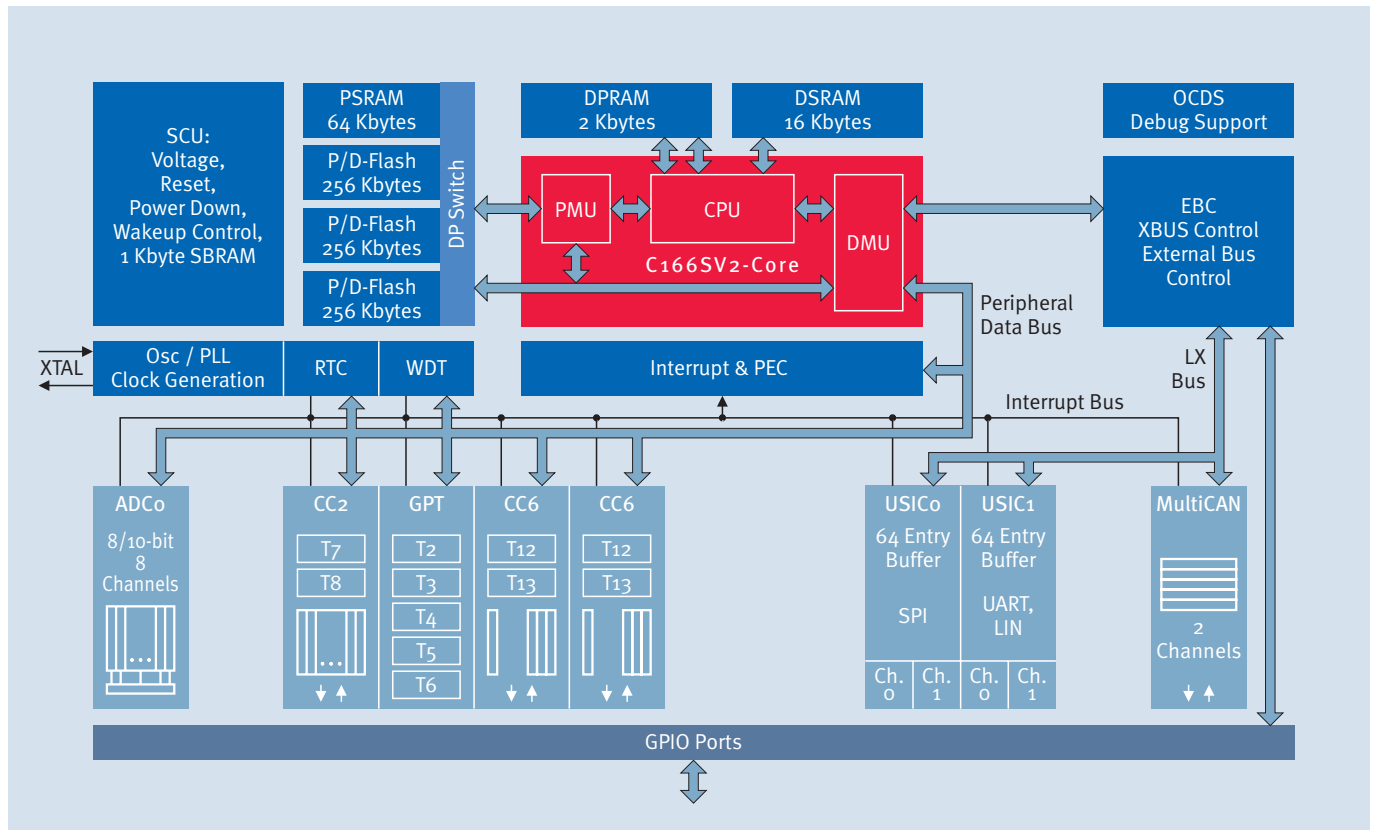 SCU:
Voltage,
Reset,
Power Down,
Wakeup Control,
1 Kbyte SBRAM
PSRAM
64 Kbytes
P/D-Flash
256 Kbytes
P/D-Flash
256 Kbytes
P/D-Flash
256 Kbytes
DP Switch
DPRAM
2 Kbytes
DSRAM
16 Kbytes
PMU
CPU
DMU
C166SV2-Core
OCDS
Debug Support
EBC
XBUS Control
External Bus
Control
Peripheral
Data Bus
XTAL
Osc / PLL
Clock Generation
RTC
WDT
Interrupt & PEC
LX
Bus
Interrupt Bus
ADC0
8/10-bit
8
Channels
CC2
T7
T8
GPT
T2
T3
T4
T5
T6
CC6
T12
T13
CC6
T12
T13
USIC0
64 Entry
Buffer
SPI
Ch.
0
Ch.
1
USIC1
64 Entry
Buffer
UART,
LIN
Ch.
0
Ch.
1
MultiCAN
2
Channels
GPIO Ports